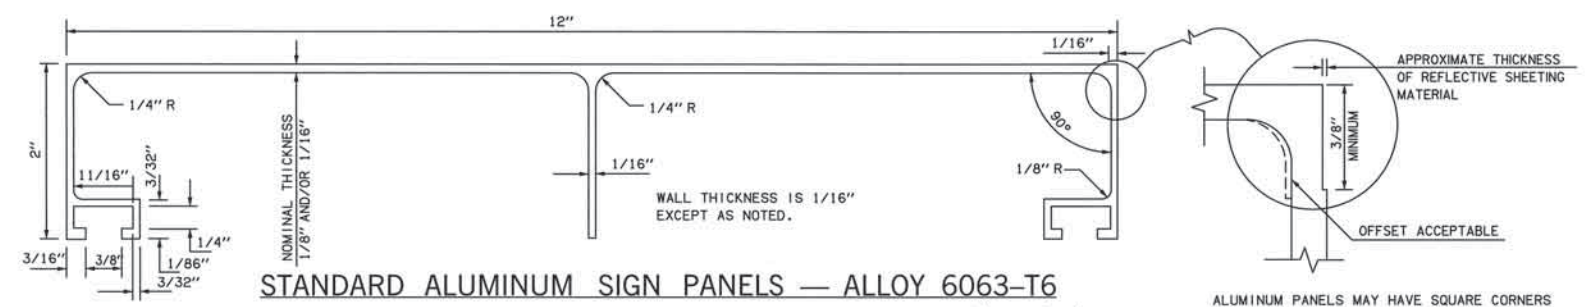 12"
1/16"
APPROXIMATE THICKNESS
OF REFLECTIVE SHEETING
MATERIAL
1/4" R
1/4" R
90°
3/8"
MINIMUM
2"
NOMINAL THICKNESS
1/8" AND/OR 1/16"
11/16"
3/32"
1/16"
1/8" R
WALL THICKNESS IS 1/16"
EXCEPT AS NOTED.
OFFSET ACCEPTABLE
1/4"
3/16"
3/8"
1/86"
3/32"
STANDARD ALUMINUM SIGN PANELS — ALLOY 6063–T6
ALUMINUM PANELS MAY HAVE SQUARE CORNERS